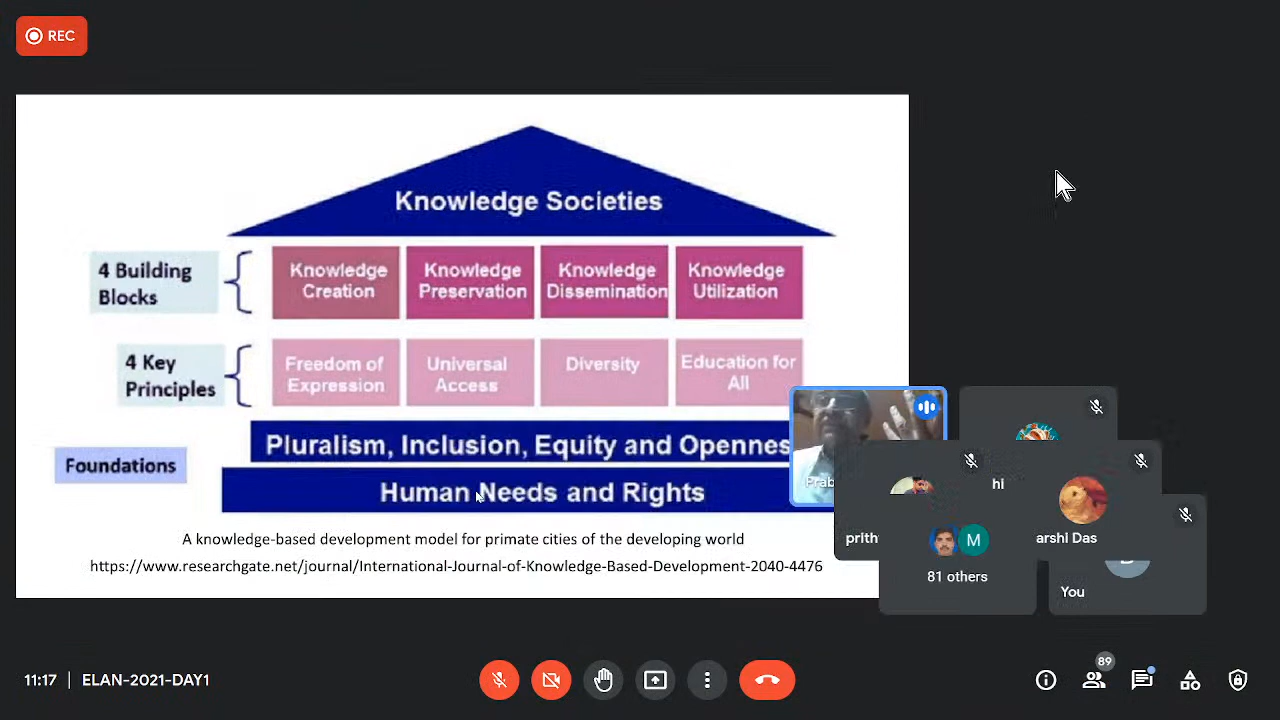 REC
Knowledge Societies
4 Building
Blocks
Knowledge
Creation
Knowledge
Preservation
Knowledge
Dissemination
Knowledge
Utilization
4 Key
Principles
Freedom of
Expression
Universal
Access
Diversity
Education for
All
Foundations
Pluralism, Inclusion, Equity and Opennes
Human Needs and Rights
A knowledge-based development model for primate cities of the developing world
https://www.researchgate.net/journal/International-Journal-of-Knowledge-Based-Development-2040-4476
Prab
hi
prith
arshi Das
M
81 others
You
11:17 | ELAN-2021-DAY1
89